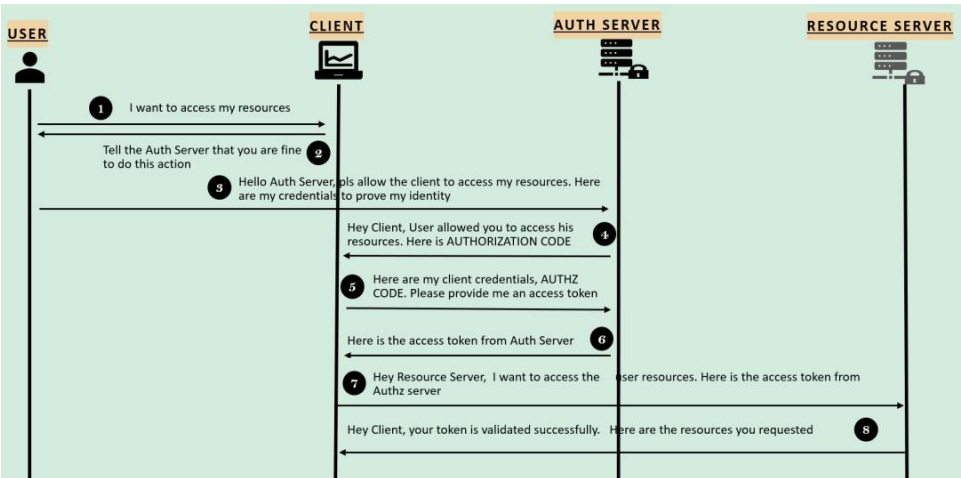 USER
CLIENT
AUTH SERVER
RESOURCE SERVER
1 I want to access my resources
Tell the Auth Server that you are fine
to do this action
2
3 Hello Auth Server, pls allow the client to access my resources. Here
are my credentials to prove my identity
Hey Client, User allowed you to access his
resources. Here is AUTHORIZATION CODE
4
5 Here are my client credentials, AUTHZ
CODE. Please provide me an access token
Here is the access token from Auth Server 6
7 Hey Resource Server, I want to access the user resources. Here is the access token from
Authz server
Hey Client, your token is validated successfully. Here are the resources you requested 8